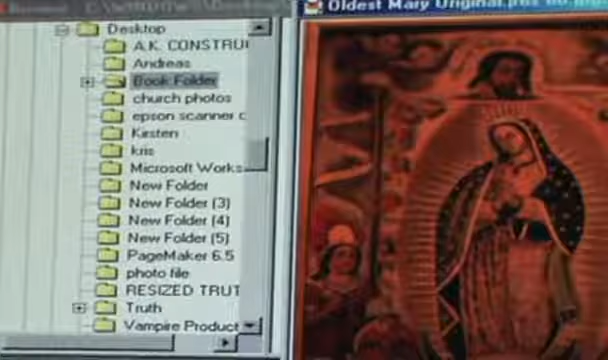 Desktop
A.K. CONSTRU
Andreas
Book Folder
church photos
epson scanner
Kirsten
kris
Microsoft Works
New Folder
New Folder (3)
New Folder (4)
New Folder (5)
PageMaker 6.5
photo file
RESIZED TRUT
Truth
Vampire Product
Oldest Mary Original